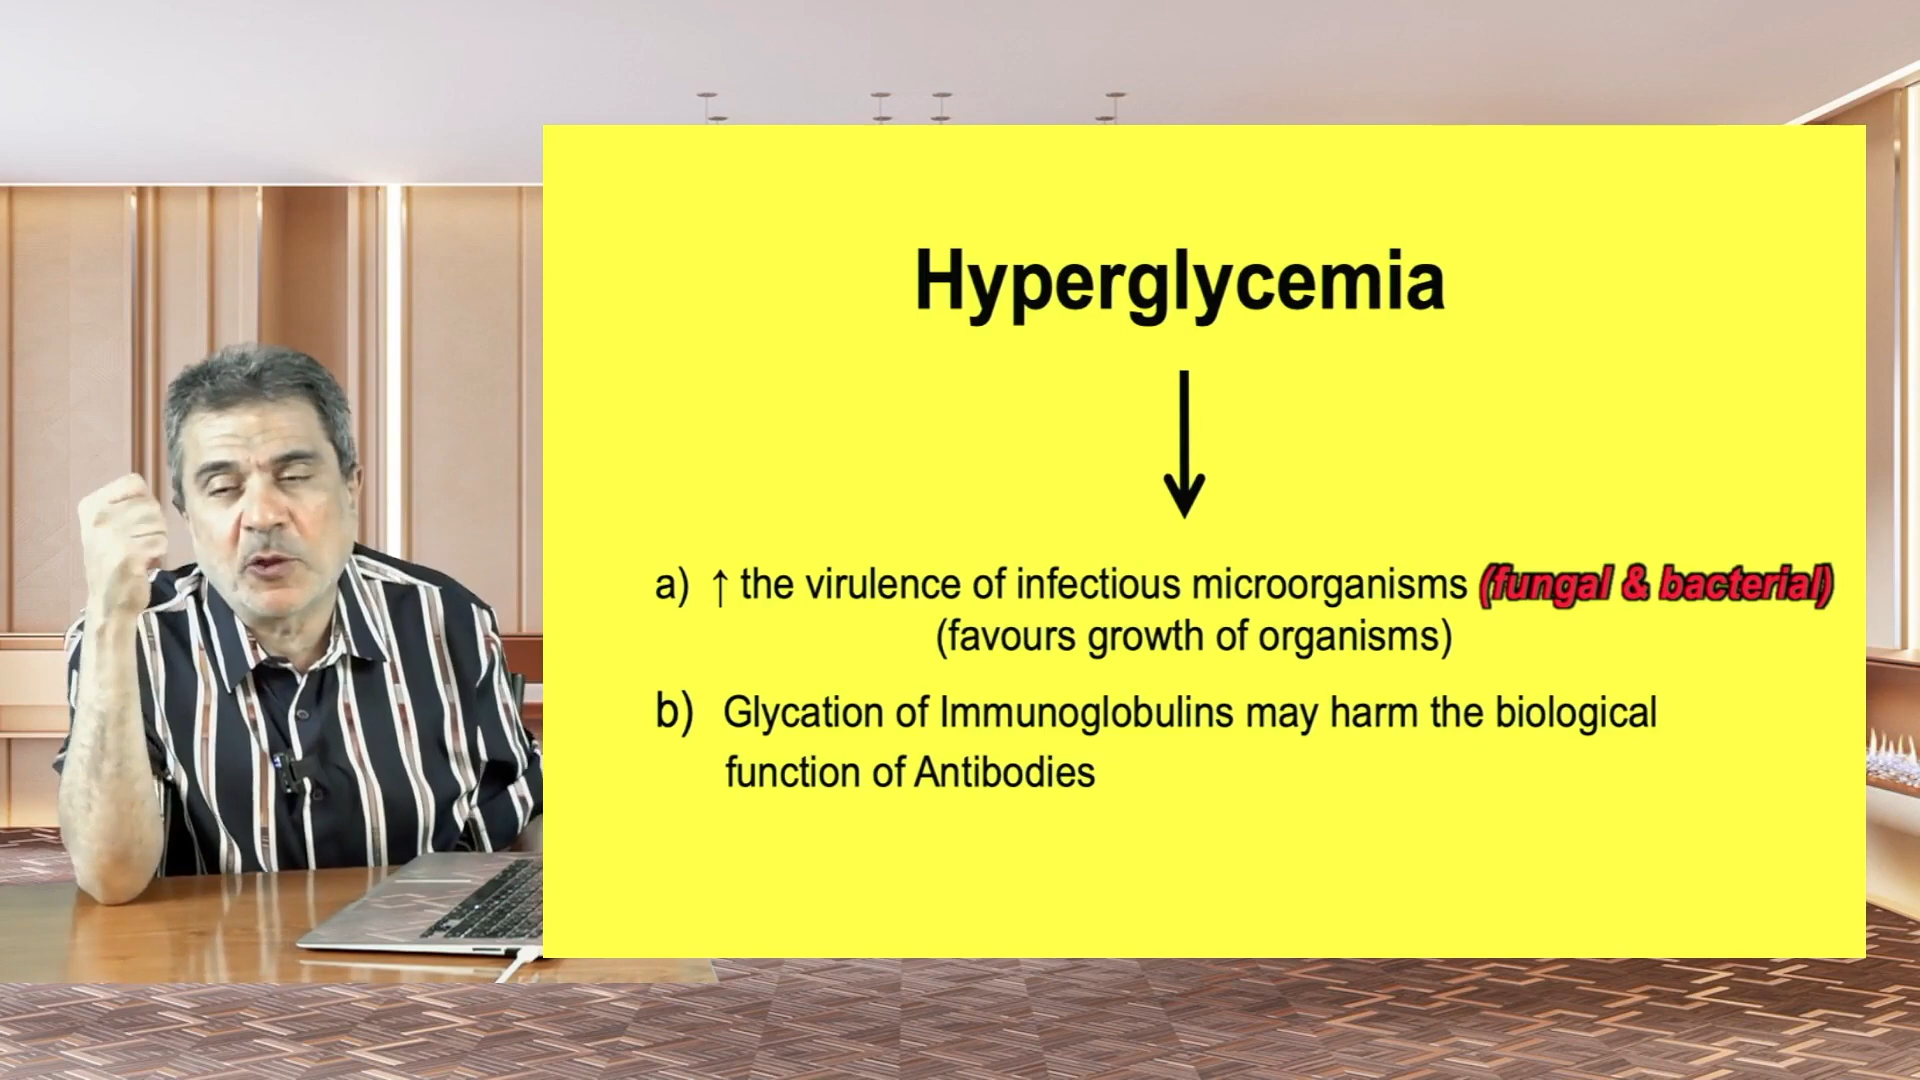 Hyperglycemia
a) ↑ the virulence of infectious microorganisms (fungal & bacterial)
(favours growth of organisms)
b) Glycation of Immunoglobulins may harm the biological
function of Antibodies